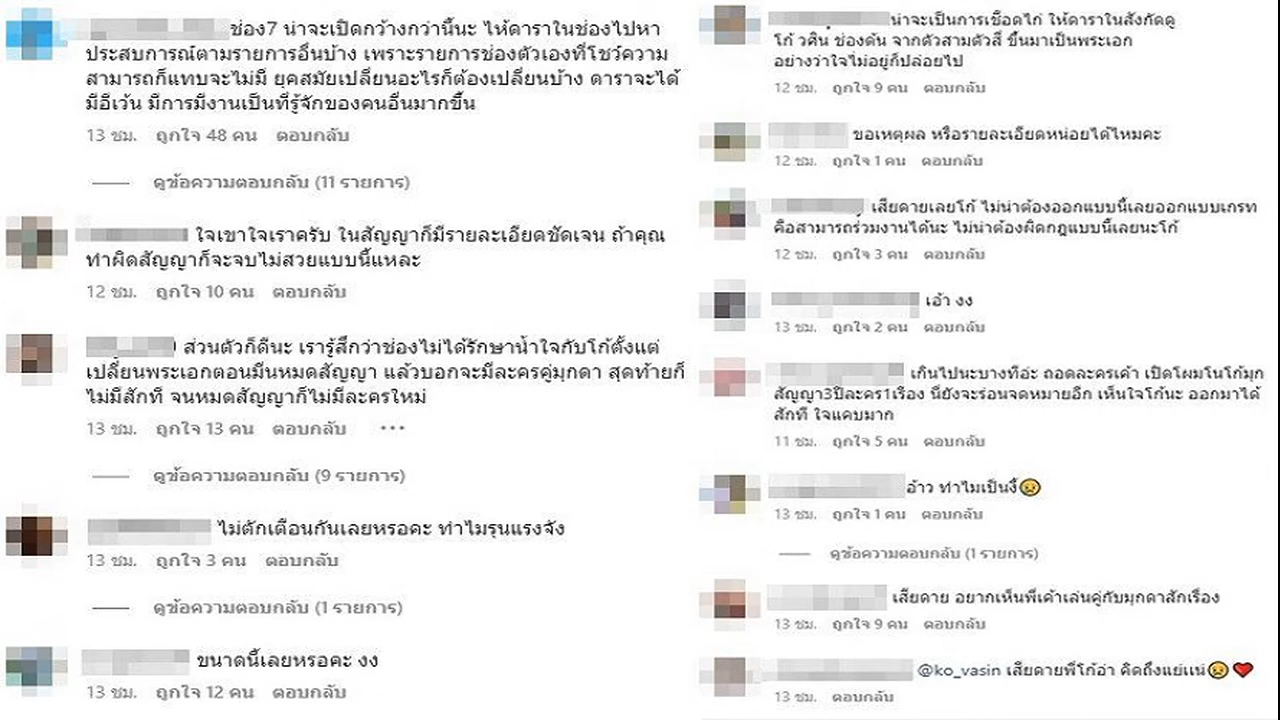 ช่อง7 น่าจะเปิดกว้างกว่านี้นะ ให้ดาราในช่องไปหา
ประสบการณ์ตามรายการอื่นบ้าง เพราะรายการช่องตัวเองที่โชว์ความ
สามารถก็แทบจะไม่มี ยุคสมัยเปลี่ยนอะไรก็ต้องเปลี่ยนบ้าง ดาราจะได้
มีอีเว้น มีการมีงานเป็นที่รู้จักของคนอื่นมากขึ้น
13 ชม. ถูกใจ 48 คน ตอบกลับ
ดูข้อความตอบกลับ (11 รายการ)
ใจเขาใจเราครับ ในสัญญาก็มีรายละเอียดชัดเจน ถ้าคุณ
ทำผิดสัญญาก็จะจบไม่สวยแบบนี้แหละ
12 ชม. ถูกใจ 10 คน ตอบกลับ
ส่วนตัวก็ดีนะ เรารู้สึกว่าช่องไม่ได้รักษาน้ำใจกับโก้ตั้งแต่
เปลี่ยนพระเอกตอนมีนหมดสัญญา แล้วบอกจะมีละครคู่มุกดา สุดท้ายก็
ไม่มีสักที จนหมดสัญญาก็ไม่มีละครใหม่
13 ชม. ถูกใจ 13 คน ตอบกลับ •••
ดูข้อความตอบกลับ (9 รายการ)
ไม่ตักเตือนกันเลยหรอคะ ทำไมรุนแรงจัง
13 ชม. ถูกใจ 3 คน ตอบกลับ
ดูข้อความตอบกลับ (1 รายการ)
ขนาดนี้เลยหรอคะ งง
13 ชม. ถูกใจ 12 คน ตอบกลับ
น่าจะเป็นการเชือดไก่ ให้ดาราในสังกัดดู
โก้ วศิน ช่องดัน จากตัวสามตัวสี่ ขึ้นมาเป็นพระเอก
อย่างว่าใจไม่อยู่ก็ปล่อยไป
12 ชม. ถูกใจ 9 คน ตอบกลับ
ขอเหตุผล หรือรายละเอียดหน่อยได้ไหมคะ
12 ชม. ถูกใจ 1 คน ตอบกลับ
เสียดายเลยโก้ ไม่น่าต้องออกแบบนี้เลยออกแบบเกรท
คือสามารถร่วมงานได้นะ ไม่น่าต้องผิดกฎแบบนี้เลยนะโก้
12 ชม. ถูกใจ 3 คน ตอบกลับ
เอ้า งง
13 ชม. ถูกใจ 2 คน ตอบกลับ
เกินไปนะบางทีอ่ะ ถอดละครเค้า เปิดโผมโนโก้มุก
สัญญา3ปีละคร1เรื่อง นี่ยังจะร่อนจดหมายอีก เห็นใจโก้นะ ออกมาได้
สักที ใจแคบมาก
11 ชม. ถูกใจ 5 คน ตอบกลับ
อ้าว ทำไมเป็นงี้😢
13 ชม. ถูกใจ 1 คน ตอบกลับ
ดูข้อความตอบกลับ (1 รายการ)
เสียดาย อยากเห็นพี่เค้าเล่นคู่กับมุกดาสักเรื่อง
13 ชม. ถูกใจ 9 คน ตอบกลับ
@ko_vasin เสียดายพี่โก้อ่า คิดถึงแย่แน่😢❤️
13 ชม. ตอบกลับ